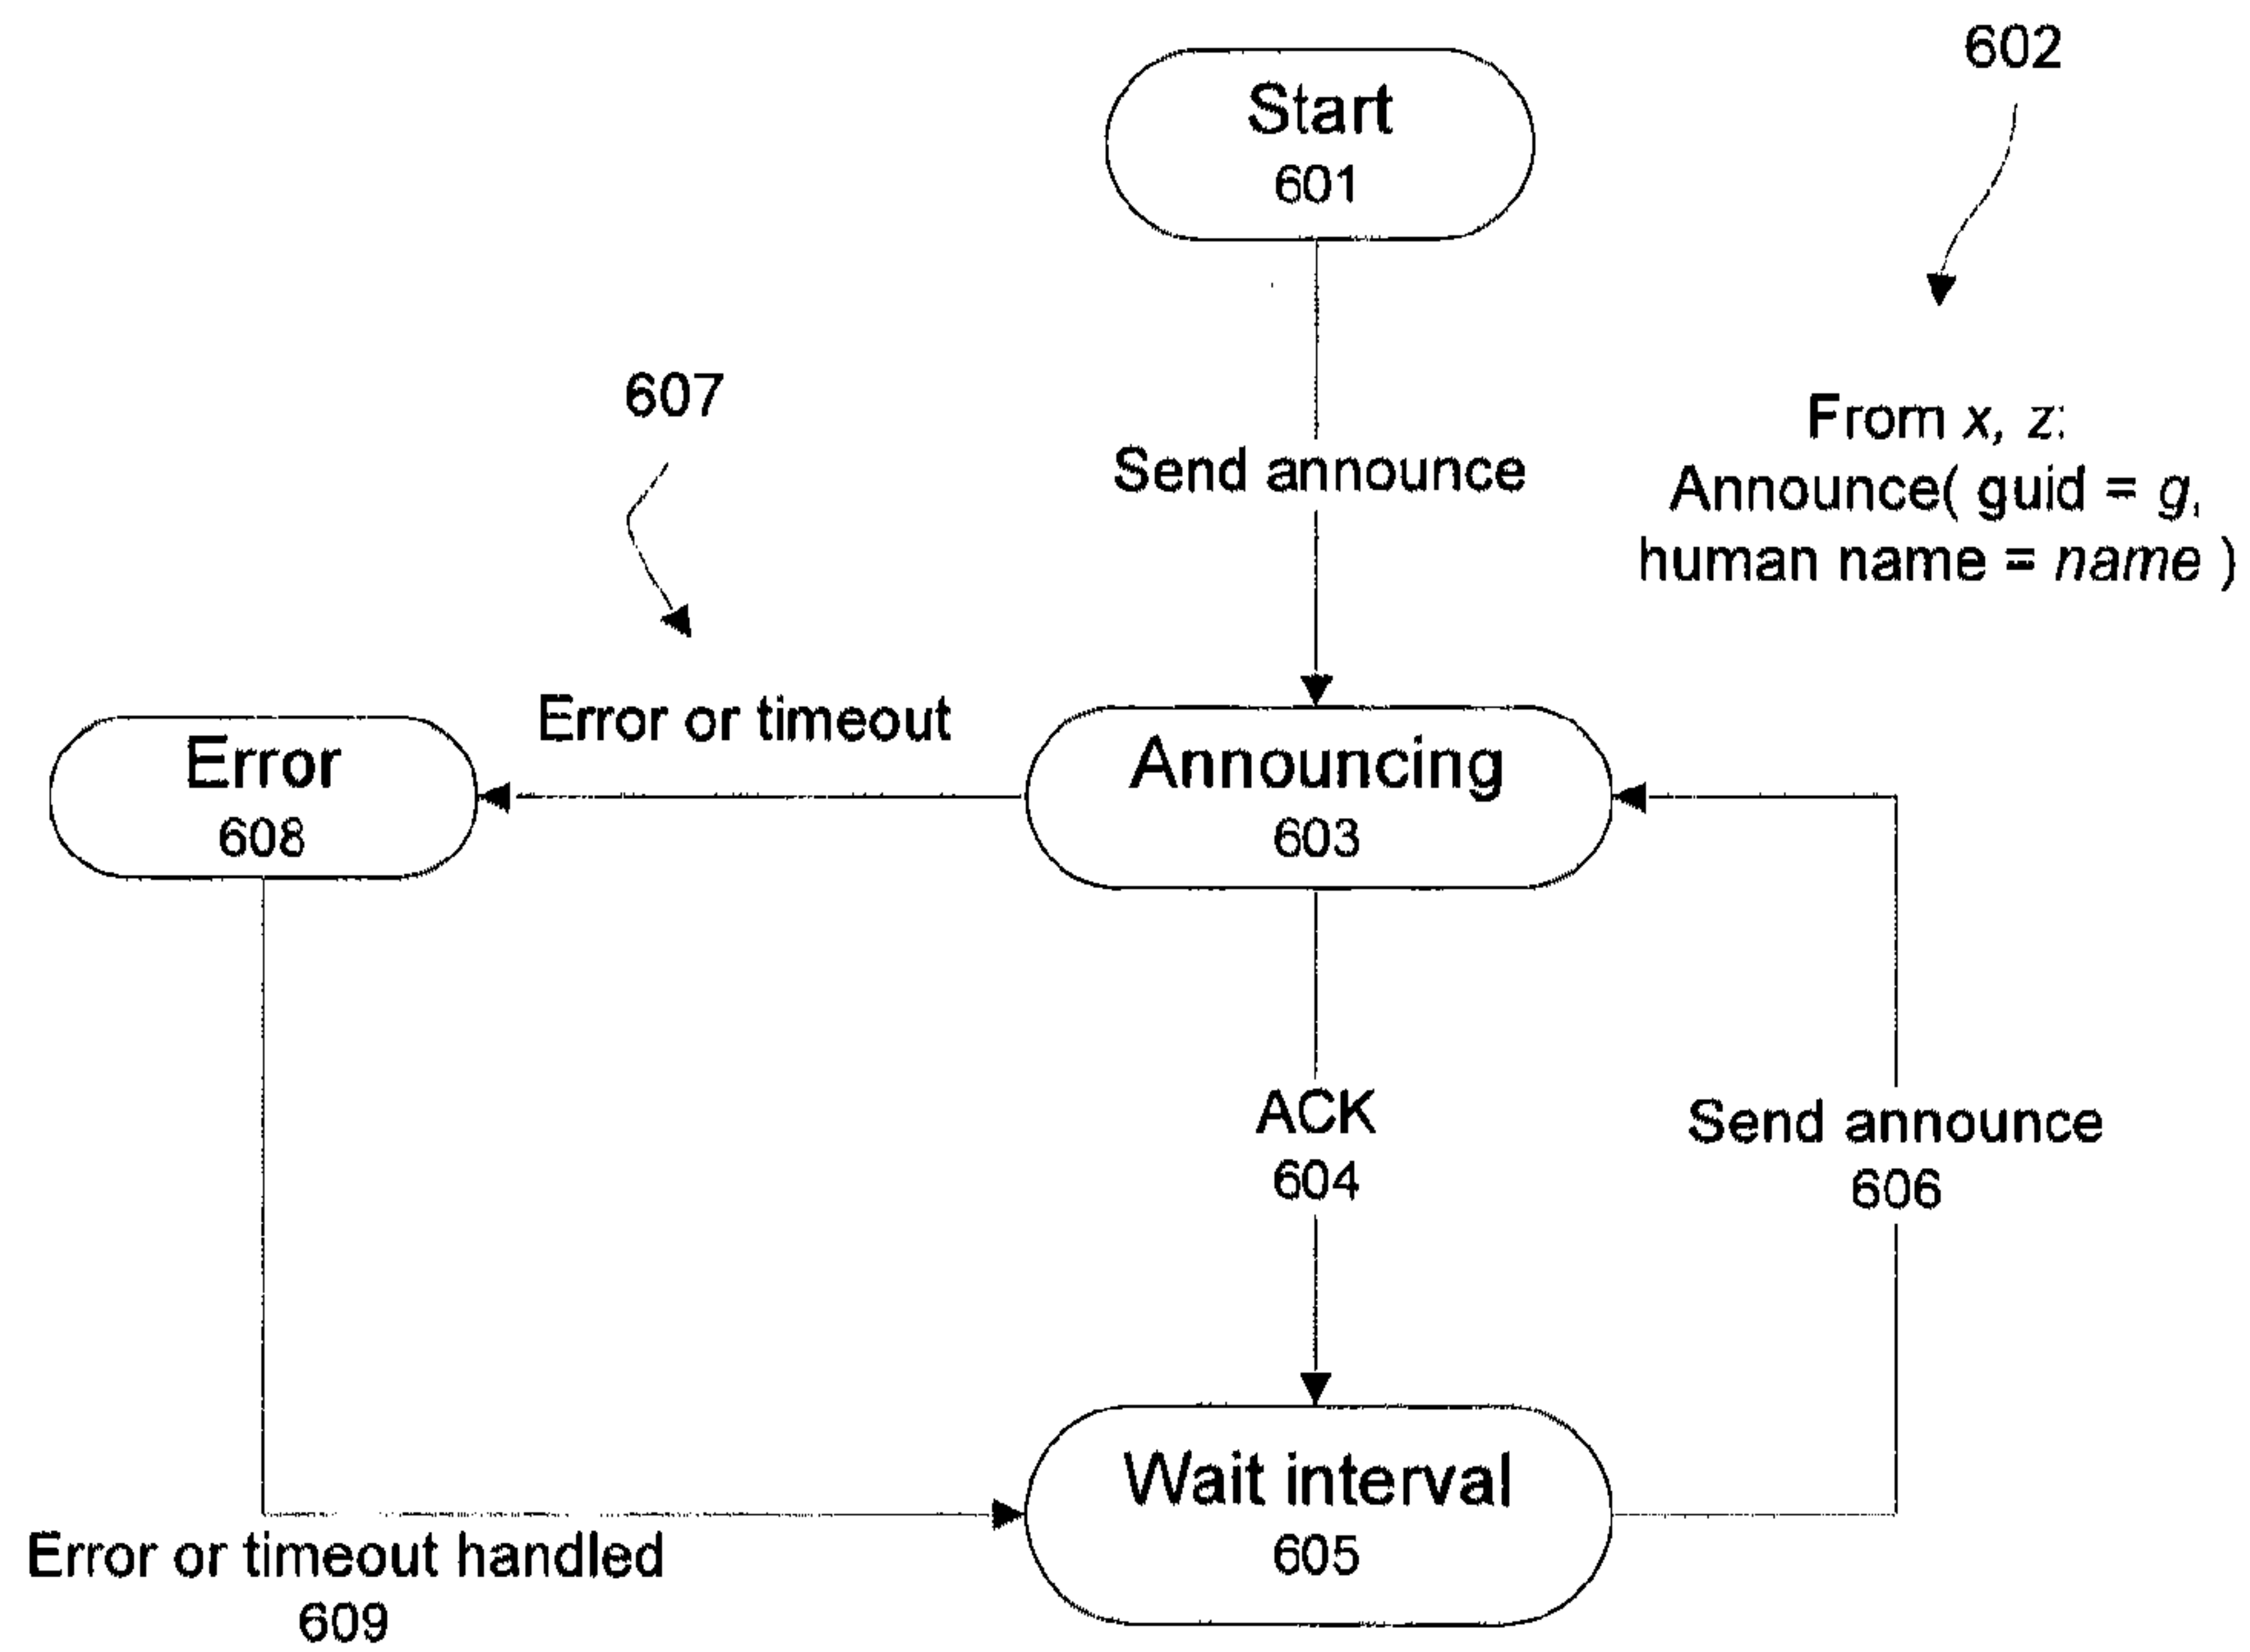 602
Start
601
607
From x, z:
Announce( guid = g,
human name = name )
Send announce
Error or timeout
Error
608
Announcing
603
ACK
604
Send announce
606
Wait interval
605
Error or timeout handled
609